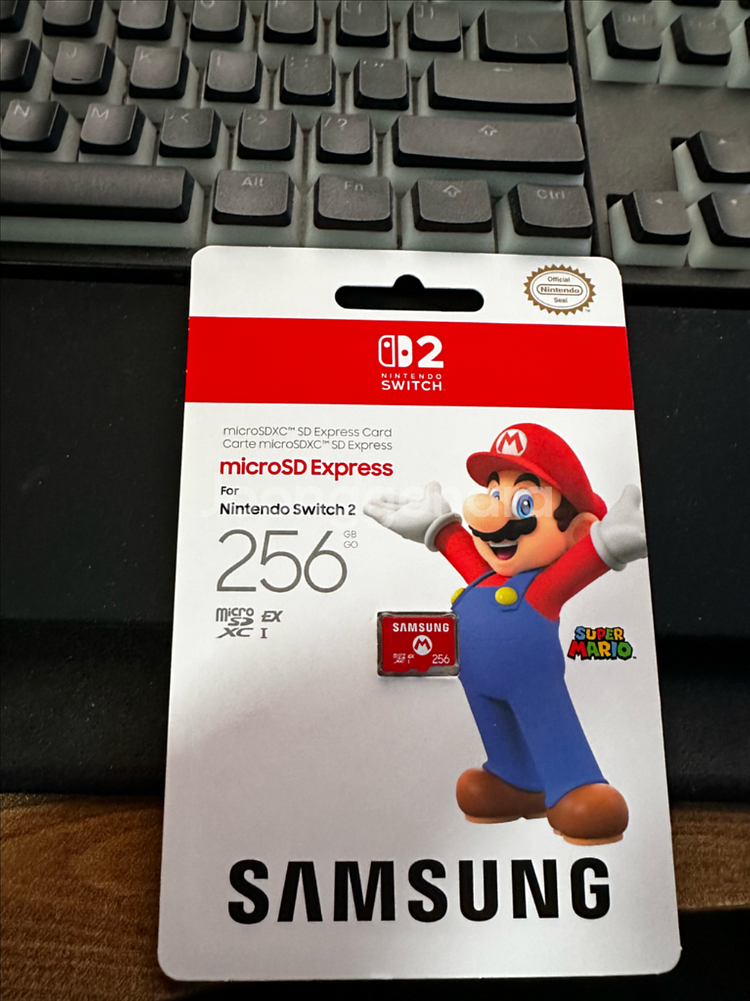 { [
} ]
J
K
L
: ;
" '
N
M
< ,
> .
? /
Alt
Fn
Ctrl
Official
Nintendo
Seal
TM
2
NINTENDO
SWITCH
microSDXC™ SD Express Card
Carte microSDXC™ SD Express
microSD Express
For
Nintendo Switch 2
256 GB
GO
micro
SD
XC I
EX
M
SAMSUNG
M
256
SUPER
MARIO
SAMSUNG